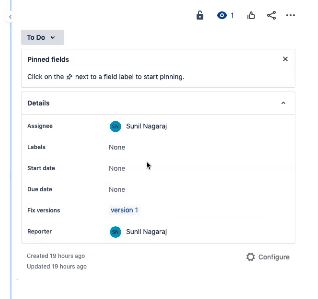 1
To Do
Pinned fields
Click on the next to a field label to start pinning.
Details
Assignee Sunil Nagaraj
Labels None
Start date None
Due date None
Fix versions version 1
Reporter Sunil Nagaraj
Created 19 hours ago
Updated 19 hours ago
Configure